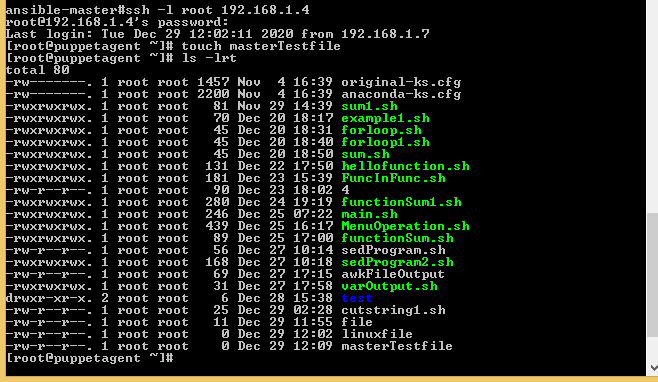 ansible-master#ssh -l root 192.168.1.4
root@192.168.1.4's password:
Last login: Tue Dec 29 12:02:11 2020 from 192.168.1.7
[root@puppetagent ~]# touch masterTestfile
[root@puppetagent ~]# ls -lrt
total 80
-rw-------. 1 root root 1457 Nov  4 16:39 original-ks.cfg
-rw-------. 1 root root 2200 Nov  4 16:39 anaconda-ks.cfg
-rwxrwxrwx. 1 root root   81 Nov 29 14:39 sum1.sh
-rwxrwxrwx. 1 root root   70 Dec 20 18:17 example1.sh
-rwxrwxrwx. 1 root root   45 Dec 20 18:31 forloop.sh
-rwxrwxrwx. 1 root root   45 Dec 20 18:40 forloop1.sh
-rwxrwxrwx. 1 root root   45 Dec 20 18:50 sum.sh
-rwxrwxrwx. 1 root root  131 Dec 22 17:50 hellofunction.sh
-rwxrwxrwx. 1 root root  181 Dec 23 15:39 FuncInFunc.sh
-rw-r--r--. 1 root root   90 Dec 23 18:02 4
-rwxrwxrwx. 1 root root  280 Dec 24 19:19 functionSum1.sh
-rwxrwxrwx. 1 root root  246 Dec 25 07:22 main.sh
-rwxrwxrwx. 1 root root  439 Dec 25 16:17 MenuOperation.sh
-rwxrwxrwx. 1 root root   89 Dec 25 17:00 functionSum.sh
-rw-r--r--. 1 root root   56 Dec 27 10:14 sedProgram.sh
-rwxrwxrwx. 1 root root  168 Dec 27 10:18 sedProgram2.sh
-rw-r--r--. 1 root root   69 Dec 27 17:15 awkFileOutput
-rwxrwxrwx. 1 root root   31 Dec 27 17:58 varOutput.sh
drwxr-xr-x. 2 root root    6 Dec 28 15:38 test
-rw-r--r--. 1 root root   25 Dec 29 02:28 cutstring1.sh
-rw-r--r--. 1 root root   11 Dec 29 11:55 file
-rw-r--r--. 1 root root    0 Dec 29 12:02 linuxfile
-rw-r--r--. 1 root root    0 Dec 29 12:09 masterTestfile
[root@puppetagent ~]#